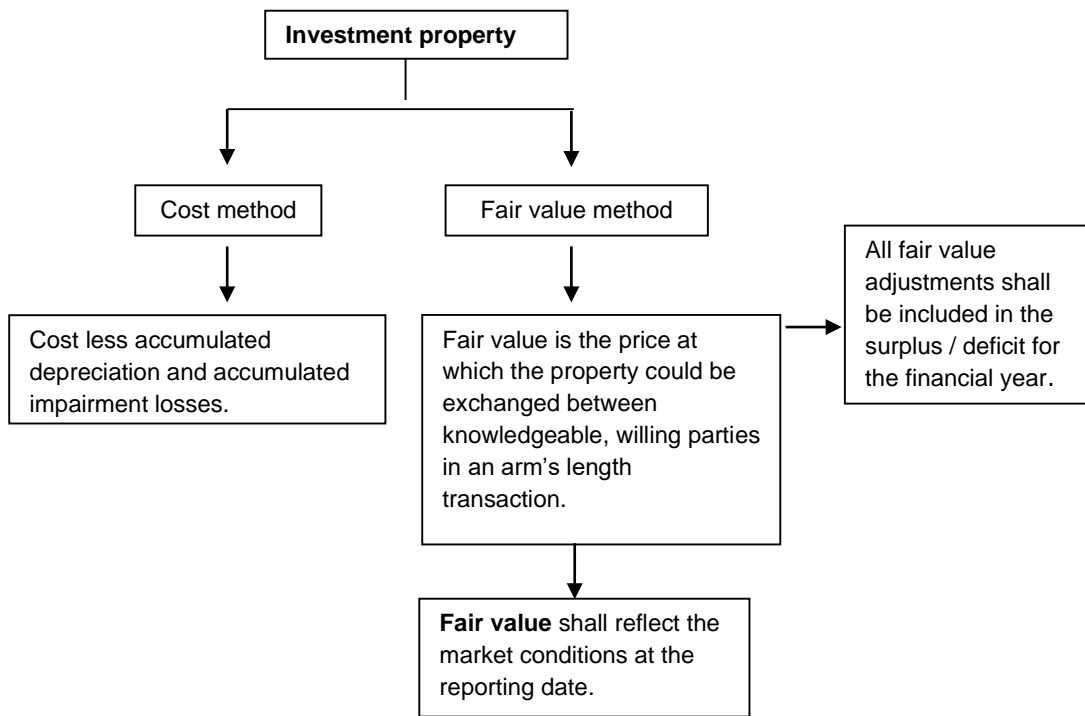 Investment property
Cost method
Fair value method
Cost less accumulated
depreciation and accumulated
impairment losses.
Fair value is the price at
which the property could be
exchanged between
knowledgeable, willing parties
in an arm’s length
transaction.
All fair value
adjustments shall
be included in the
surplus / deficit for
the financial year.
Fair value shall reflect the
market conditions at the
reporting date.